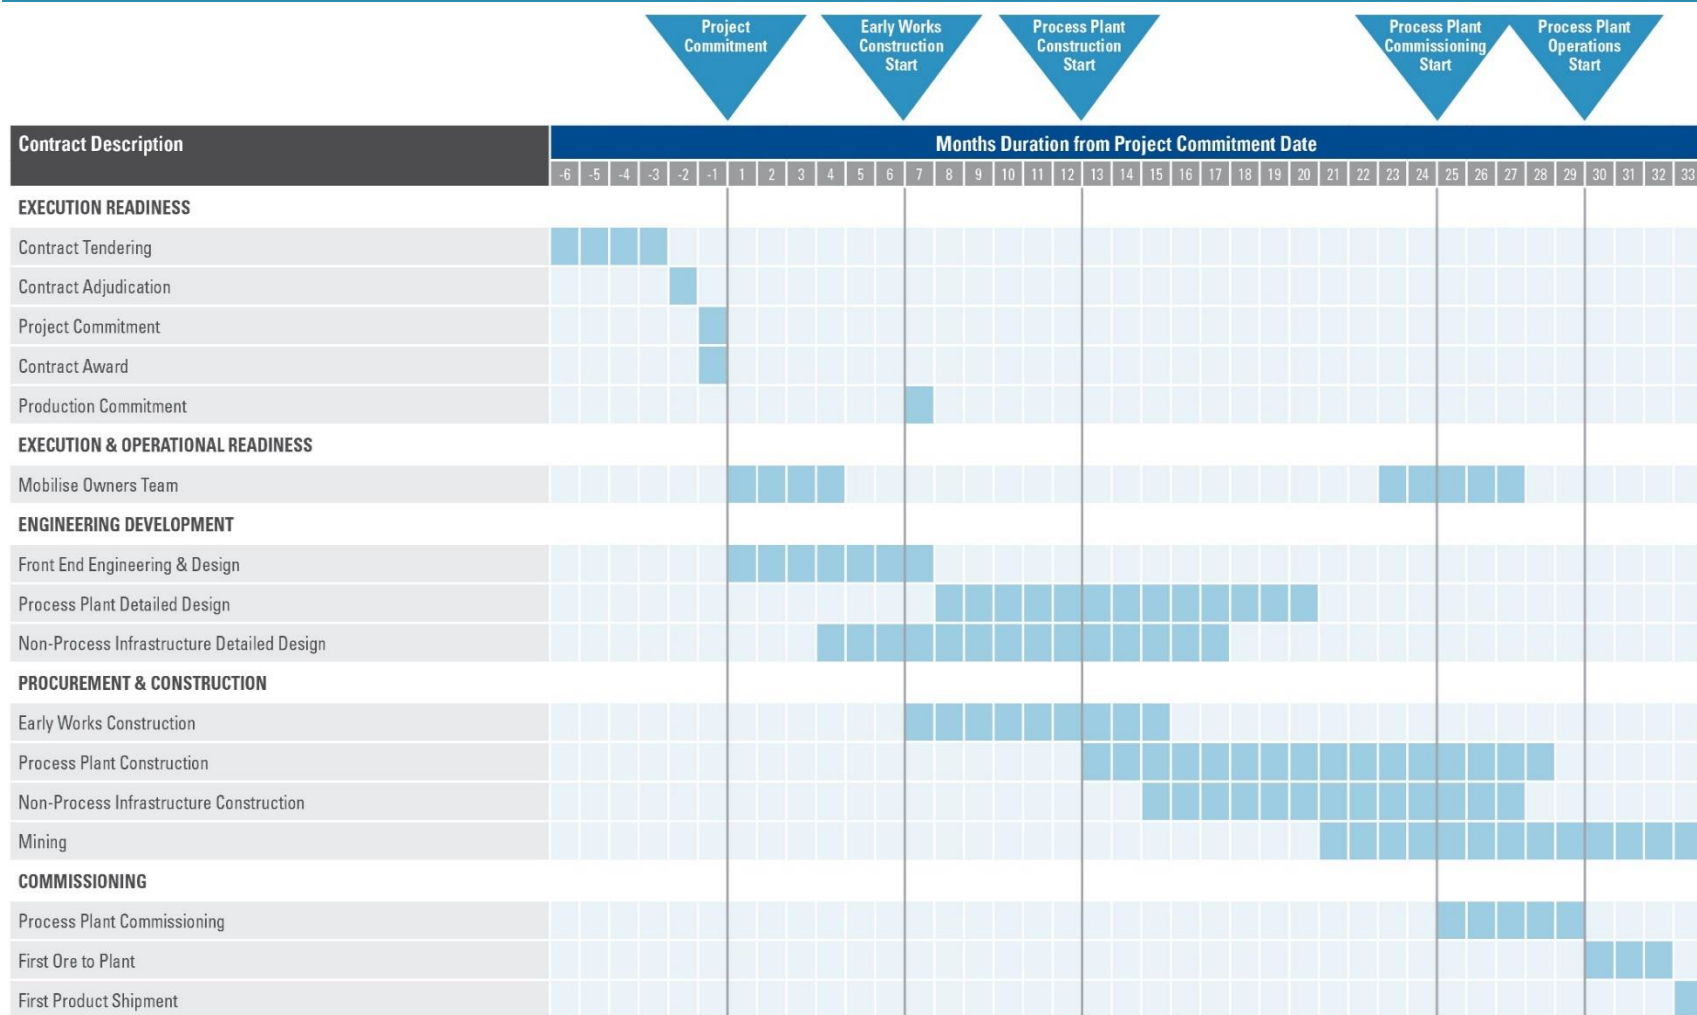 Project
Commitment
Early Works
Construction
Start
Process Plant
Construction
Start
Process Plant
Commissioning
Start
Process Plant
Operations
Start
Contract Description
Months Duration from Project Commitment Date
-6 -5 -4 -3 -2 -1 1 2 3 4 5 6 7 8 9 10 11 12 13 14 15 16 17 18 19 20 21 22 23 24 25 26 27 28 29 30 31 32 33
EXECUTION READINESS
Contract Tendering
Contract Adjudication
Project Commitment
Contract Award
Production Commitment
EXECUTION & OPERATIONAL READINESS
Mobilise Owners Team
ENGINEERING DEVELOPMENT
Front End Engineering & Design
Process Plant Detailed Design
Non-Process Infrastructure Detailed Design
PROCUREMENT & CONSTRUCTION
Early Works Construction
Process Plant Construction
Non-Process Infrastructure Construction
Mining
COMMISSIONING
Process Plant Commissioning
First Ore to Plant
First Product Shipment